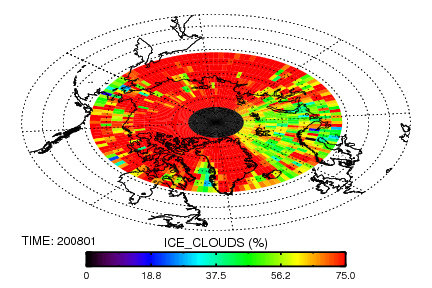 TIME: 200801
ICE_CLOUDS (%)
0 18.8 37.5 56.2 75.0